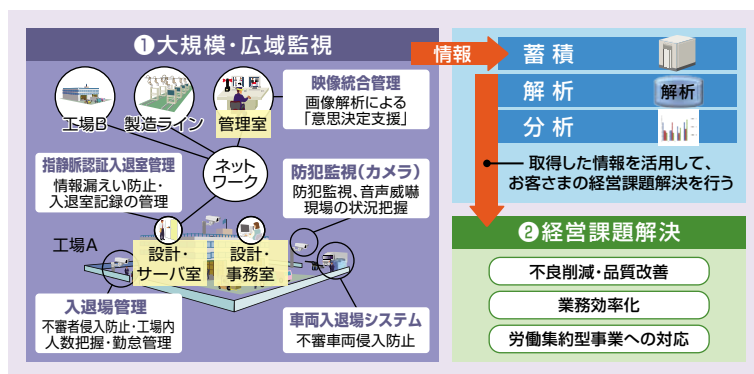 ❶大規模・広域監視
工場B
製造ライン
管理室
映像統合管理
画像解析による
「意思決定支援」
指静脈認証入退室管理
情報漏えい防止・
入退室記録の管理
ネット
ワーク
防犯監視（カメラ）
防犯監視、音声威嚇
現場の状況把握
工場A
設計・
サーバ室
設計・
事務室
入退場管理
不審者侵入防止・工場内
人数把握・勤怠管理
車両入退場システム
不審車両侵入防止
情報
蓄積
解析
解析
分析
取得した情報を活用して、
お客さまの経営課題解決を行う
❷経営課題解決
不良削減・品質改善
業務効率化
労働集約型事業への対応